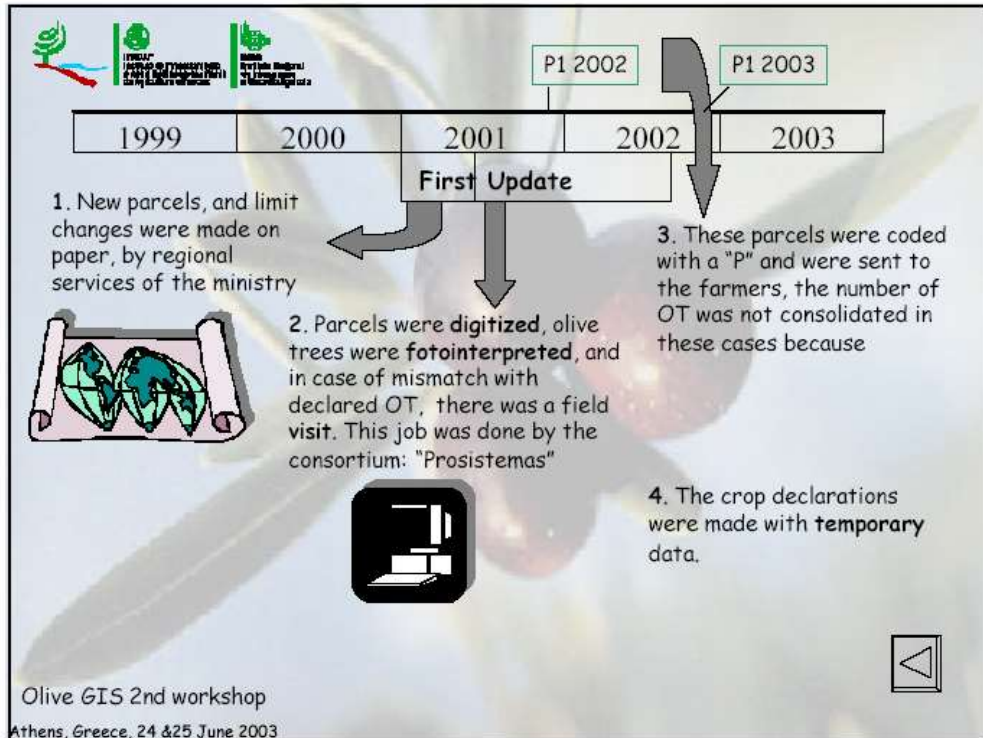 P1 2002
P1 2003
1999 2000 2001 2002 2003
First Update
1. New parcels, and limit
changes were made on
paper, by regional
services of the ministry
2. Parcels were digitized, olive
trees were fotointerpreted, and
in case of mismatch with
declared OT, there was a field
visit. This job was done by the
consortium: “Prosistemas”
3. These parcels were coded
with a “P” and were sent to
the farmers, the number of
OT was not consolidated in
these cases because
4. The crop declarations
were made with temporary
data.
Olive GIS 2nd workshop
Athens, Greece, 24 &25 June 2003